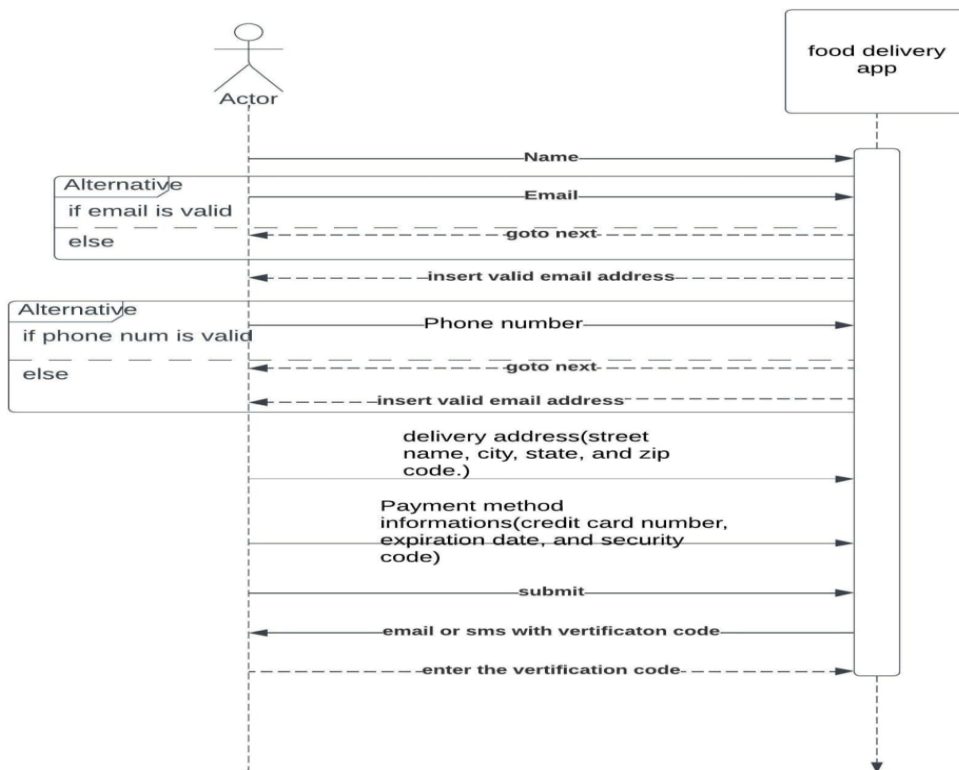 food delivery
app
Actor
Name
Alternative
Email
if email is valid
goto next
else
insert valid email address
Alternative
Phone number
if phone num is valid
goto next
else
insert valid email address
delivery address(street
name, city, state, and zip
code.)
Payment method
informations(credit card number,
expiration date, and security
code)
submit
email or sms with vertificaton code
enter the vertification code